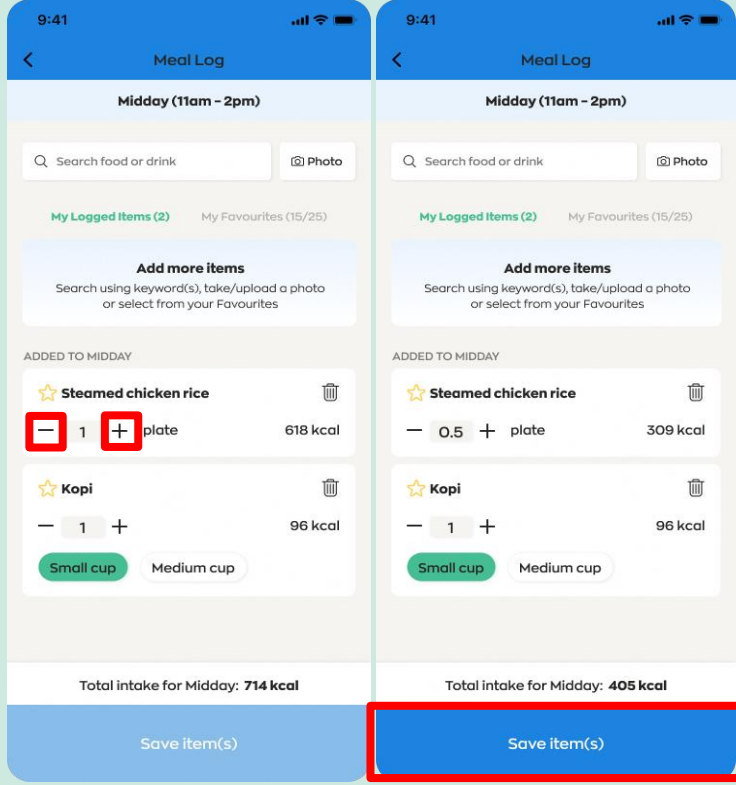 9:41
Meal Log
Midday (11am – 2pm)
Search food or drink
Photo
My Logged Items (2) My Favourites (15/25)
Add more items
Search using keyword(s), take/upload a photo
or select from your Favourites
ADDED TO MIDDAY
Steamed chicken rice
— 1 + plate 618 kcal
Kopi
— 1 + 96 kcal
Small cup Medium cup
Total intake for Midday: 714 kcal
Save item(s)
9:41
Meal Log
Midday (11am – 2pm)
Search food or drink
Photo
My Logged Items (2) My Favourites (15/25)
Add more items
Search using keyword(s), take/upload a photo
or select from your Favourites
ADDED TO MIDDAY
Steamed chicken rice
— 0.5 + plate 309 kcal
Kopi
— 1 + 96 kcal
Small cup Medium cup
Total intake for Midday: 405 kcal
Save item(s)